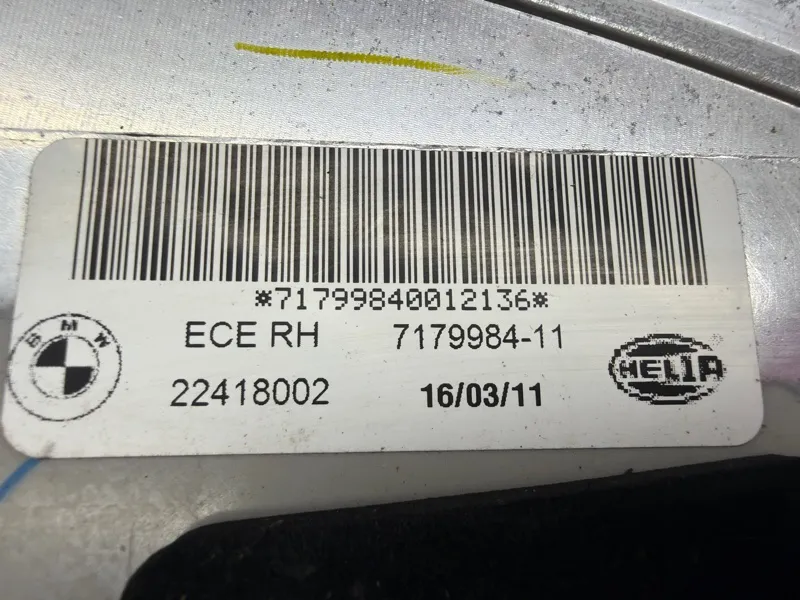 *71799840012136*
ECE RH 7179984-11
BMW
22418002 16/03/11
HELLA